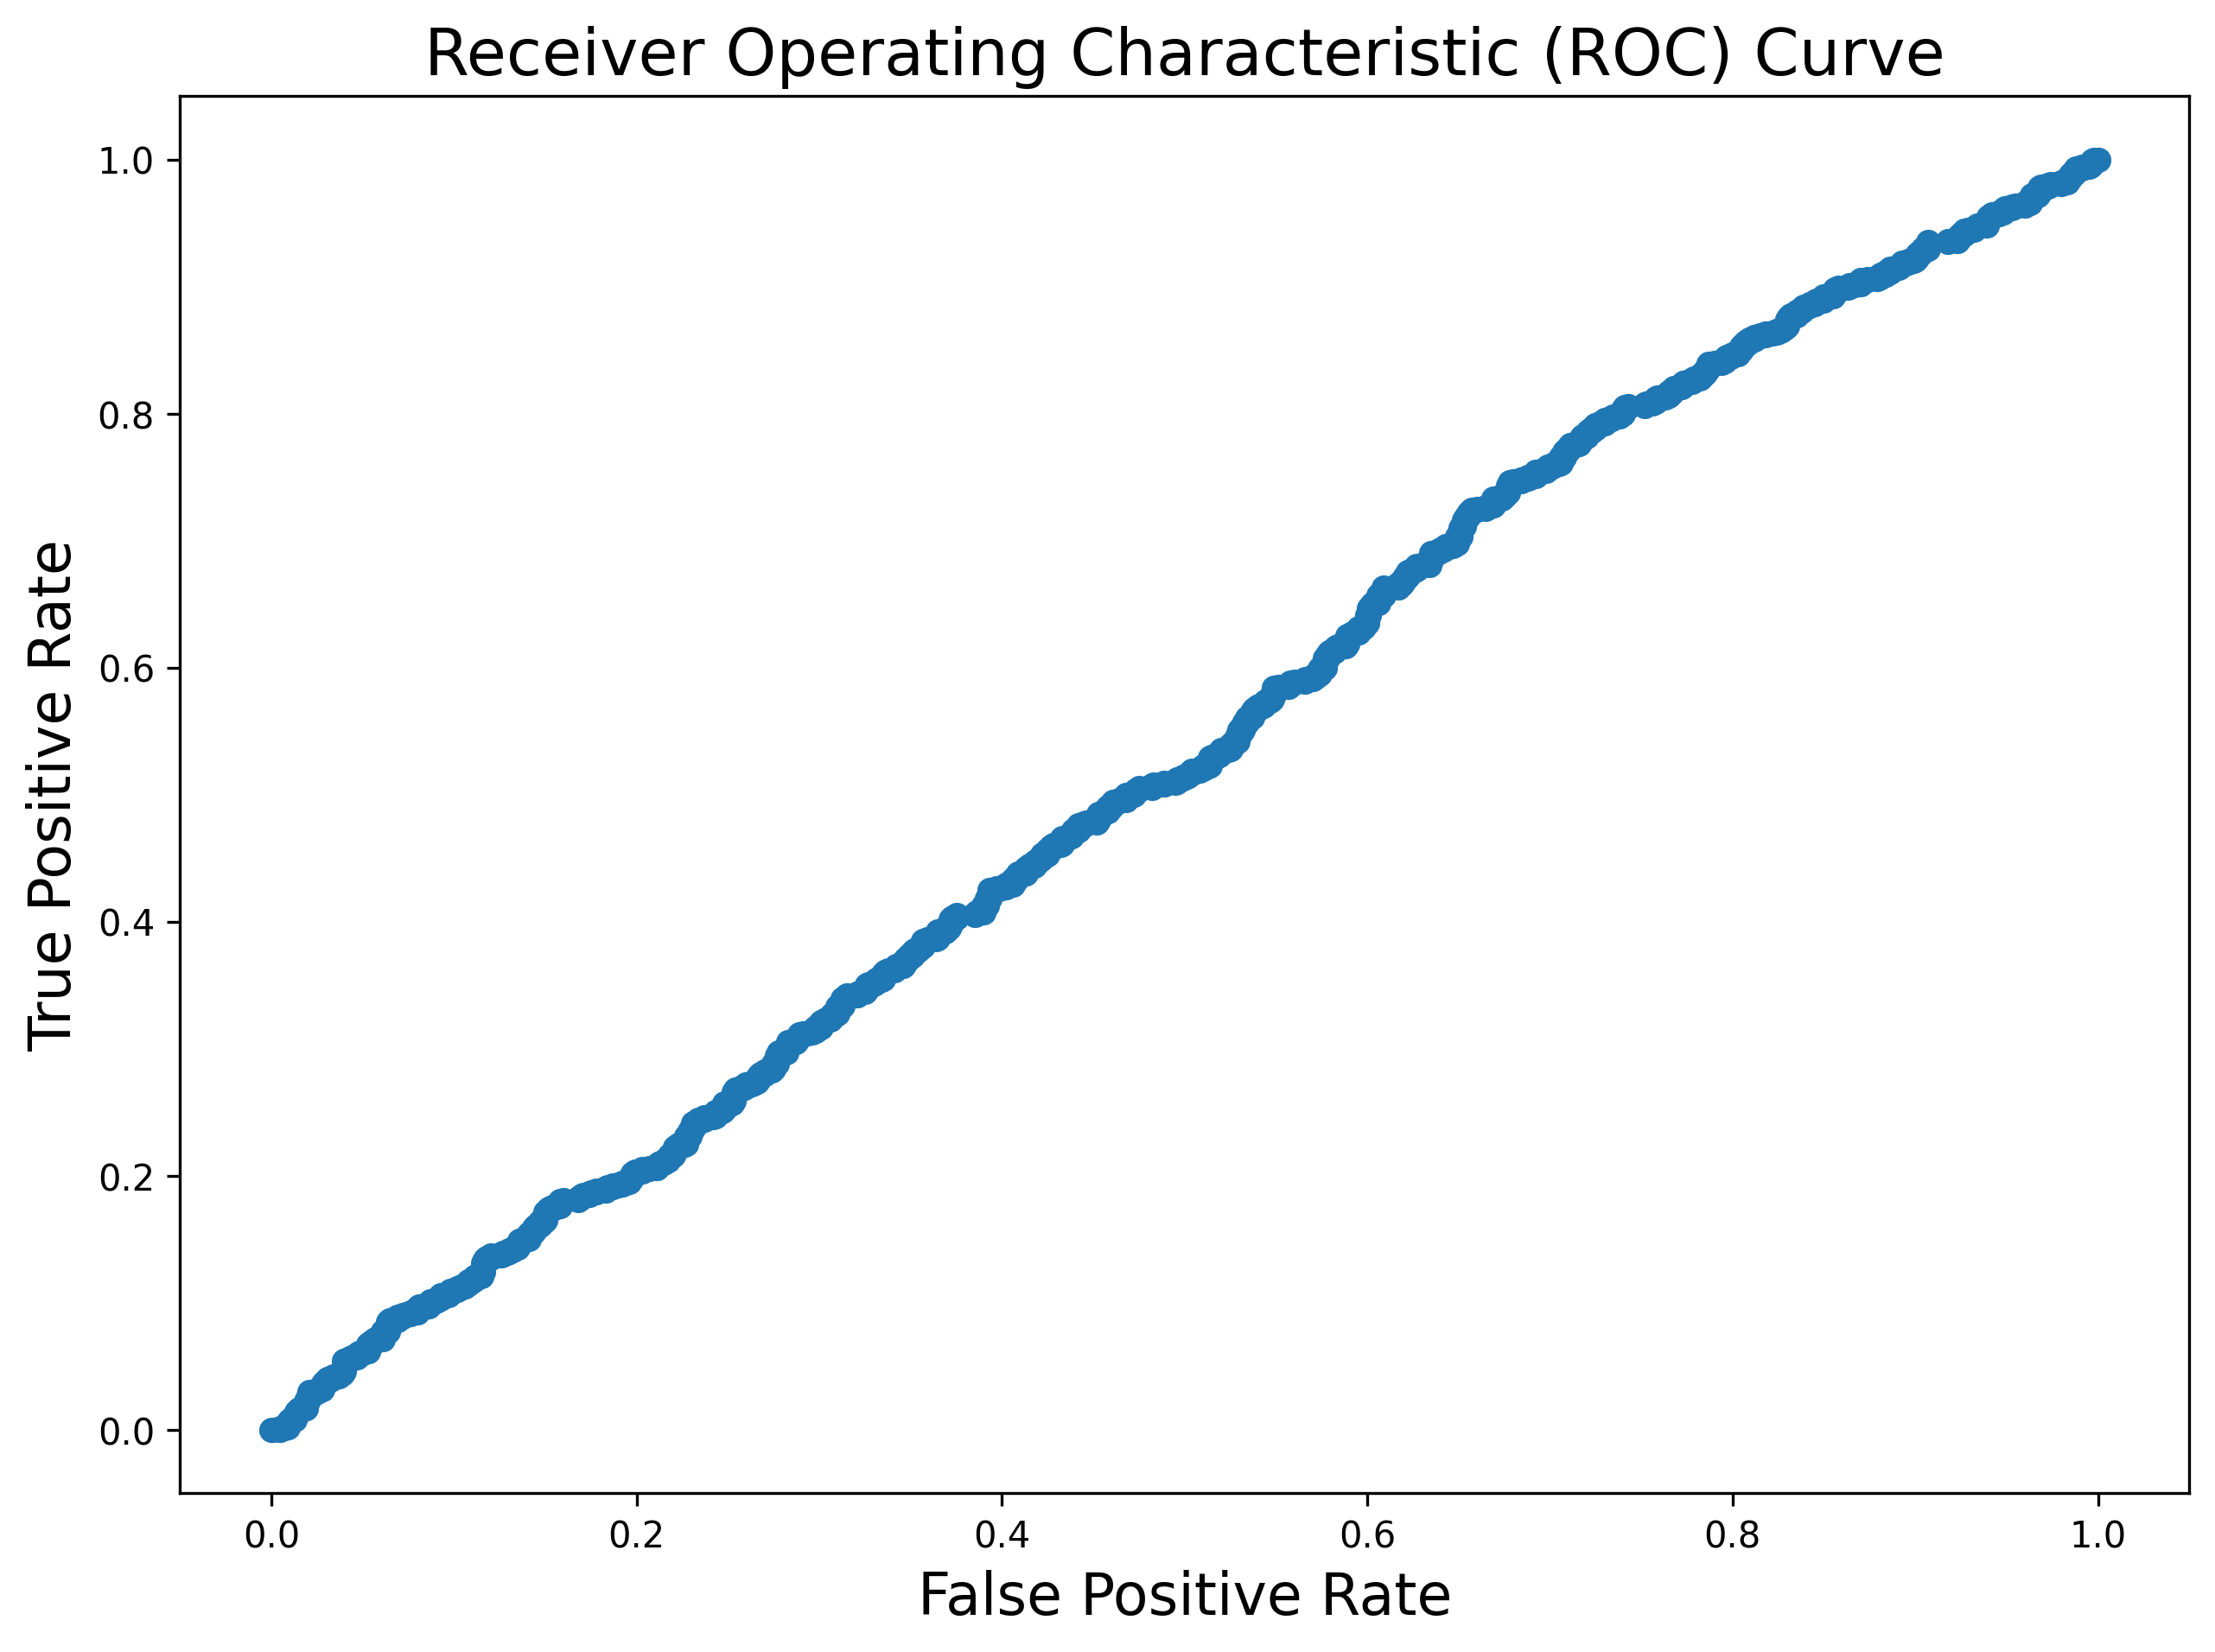 Receiver Operating Characteristic (ROC) Curve
True Positive Rate
1.0
0.8
0.6
0.4
0.2
0.0
0.0 0.2 0.4 0.6 0.8 1.0
False Positive Rate